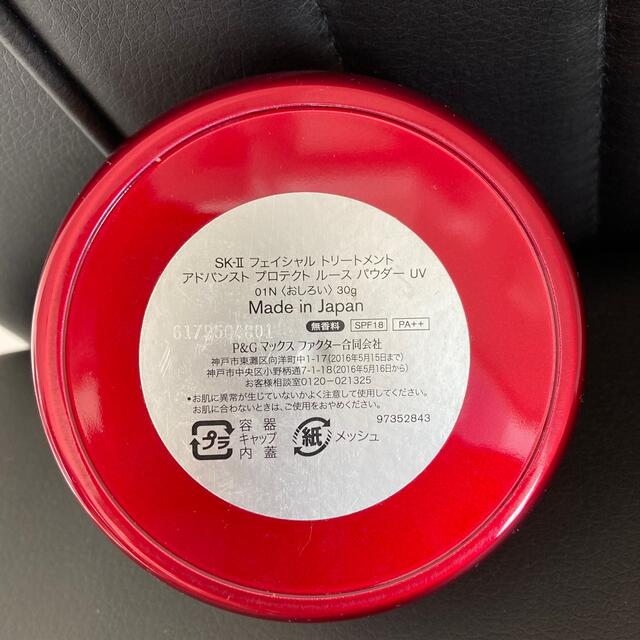 SK-II フェイシャル トリートメント
アドバンスト プロテクト ルース パウダー UV
01N〈おしろい〉30g
Made in Japan
無香料 SPF18 PA++
P&G マックス ファクター合同会社
神戸市東灘区向洋町中1-17(2016年5月15日まで)
神戸市中央区小野柄通7-1-18(2016年5月16日から)
お客様相談室0120-021325
•お肌に異常が生じていないかよく注意して使用してください。
お肌に合わないときは、ご使用をおやめください。
97352843
プラ 容器 キャップ 内蓋 紙 メッシュ